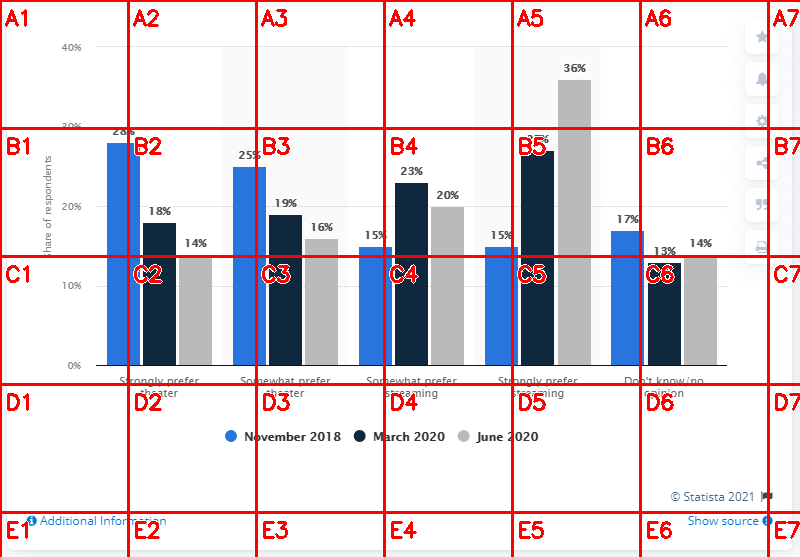 40%
36%
30%
28%
27%
25%
23%
Share of respondents
20%
20%
19%
18%
17%
16%
15%
15%
14%
14%
13%
10%
0%
Strongly prefer theater
Somewhat prefer theater
Somewhat prefer streaming
Strongly prefer streaming
Don't know/no opinion
November 2018
March 2020
June 2020
© Statista 2021
Additional Information
Show source
A1 A2 A3 A4 A5 A6 A7
B1 B2 B3 B4 B5 B6 B7
C1 C2 C3 C4 C5 C6 C7
D1 D2 D3 D4 D5 D6 D7
E1 E2 E3 E4 E5 E6 E7